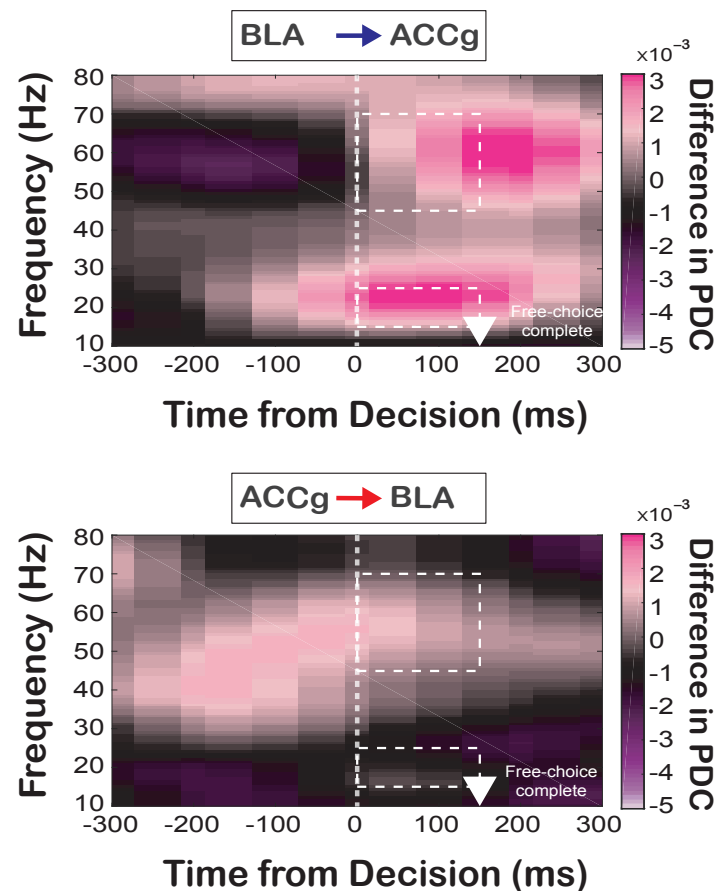 BLA → ACCg
×10⁻³
Frequency (Hz)
80
70
60
50
40
30
20
10
Free-choice
complete
-300 -200 -100 0 100 200 300
Time from Decision (ms)
3
2
1
0
-1
-2
-3
-4
-5
Difference in PDC
ACCg → BLA
×10⁻³
Frequency (Hz)
80
70
60
50
40
30
20
10
Free-choice
complete
-300 -200 -100 0 100 200 300
Time from Decision (ms)
3
2
1
0
-1
-2
-3
-4
-5
Difference in PDC